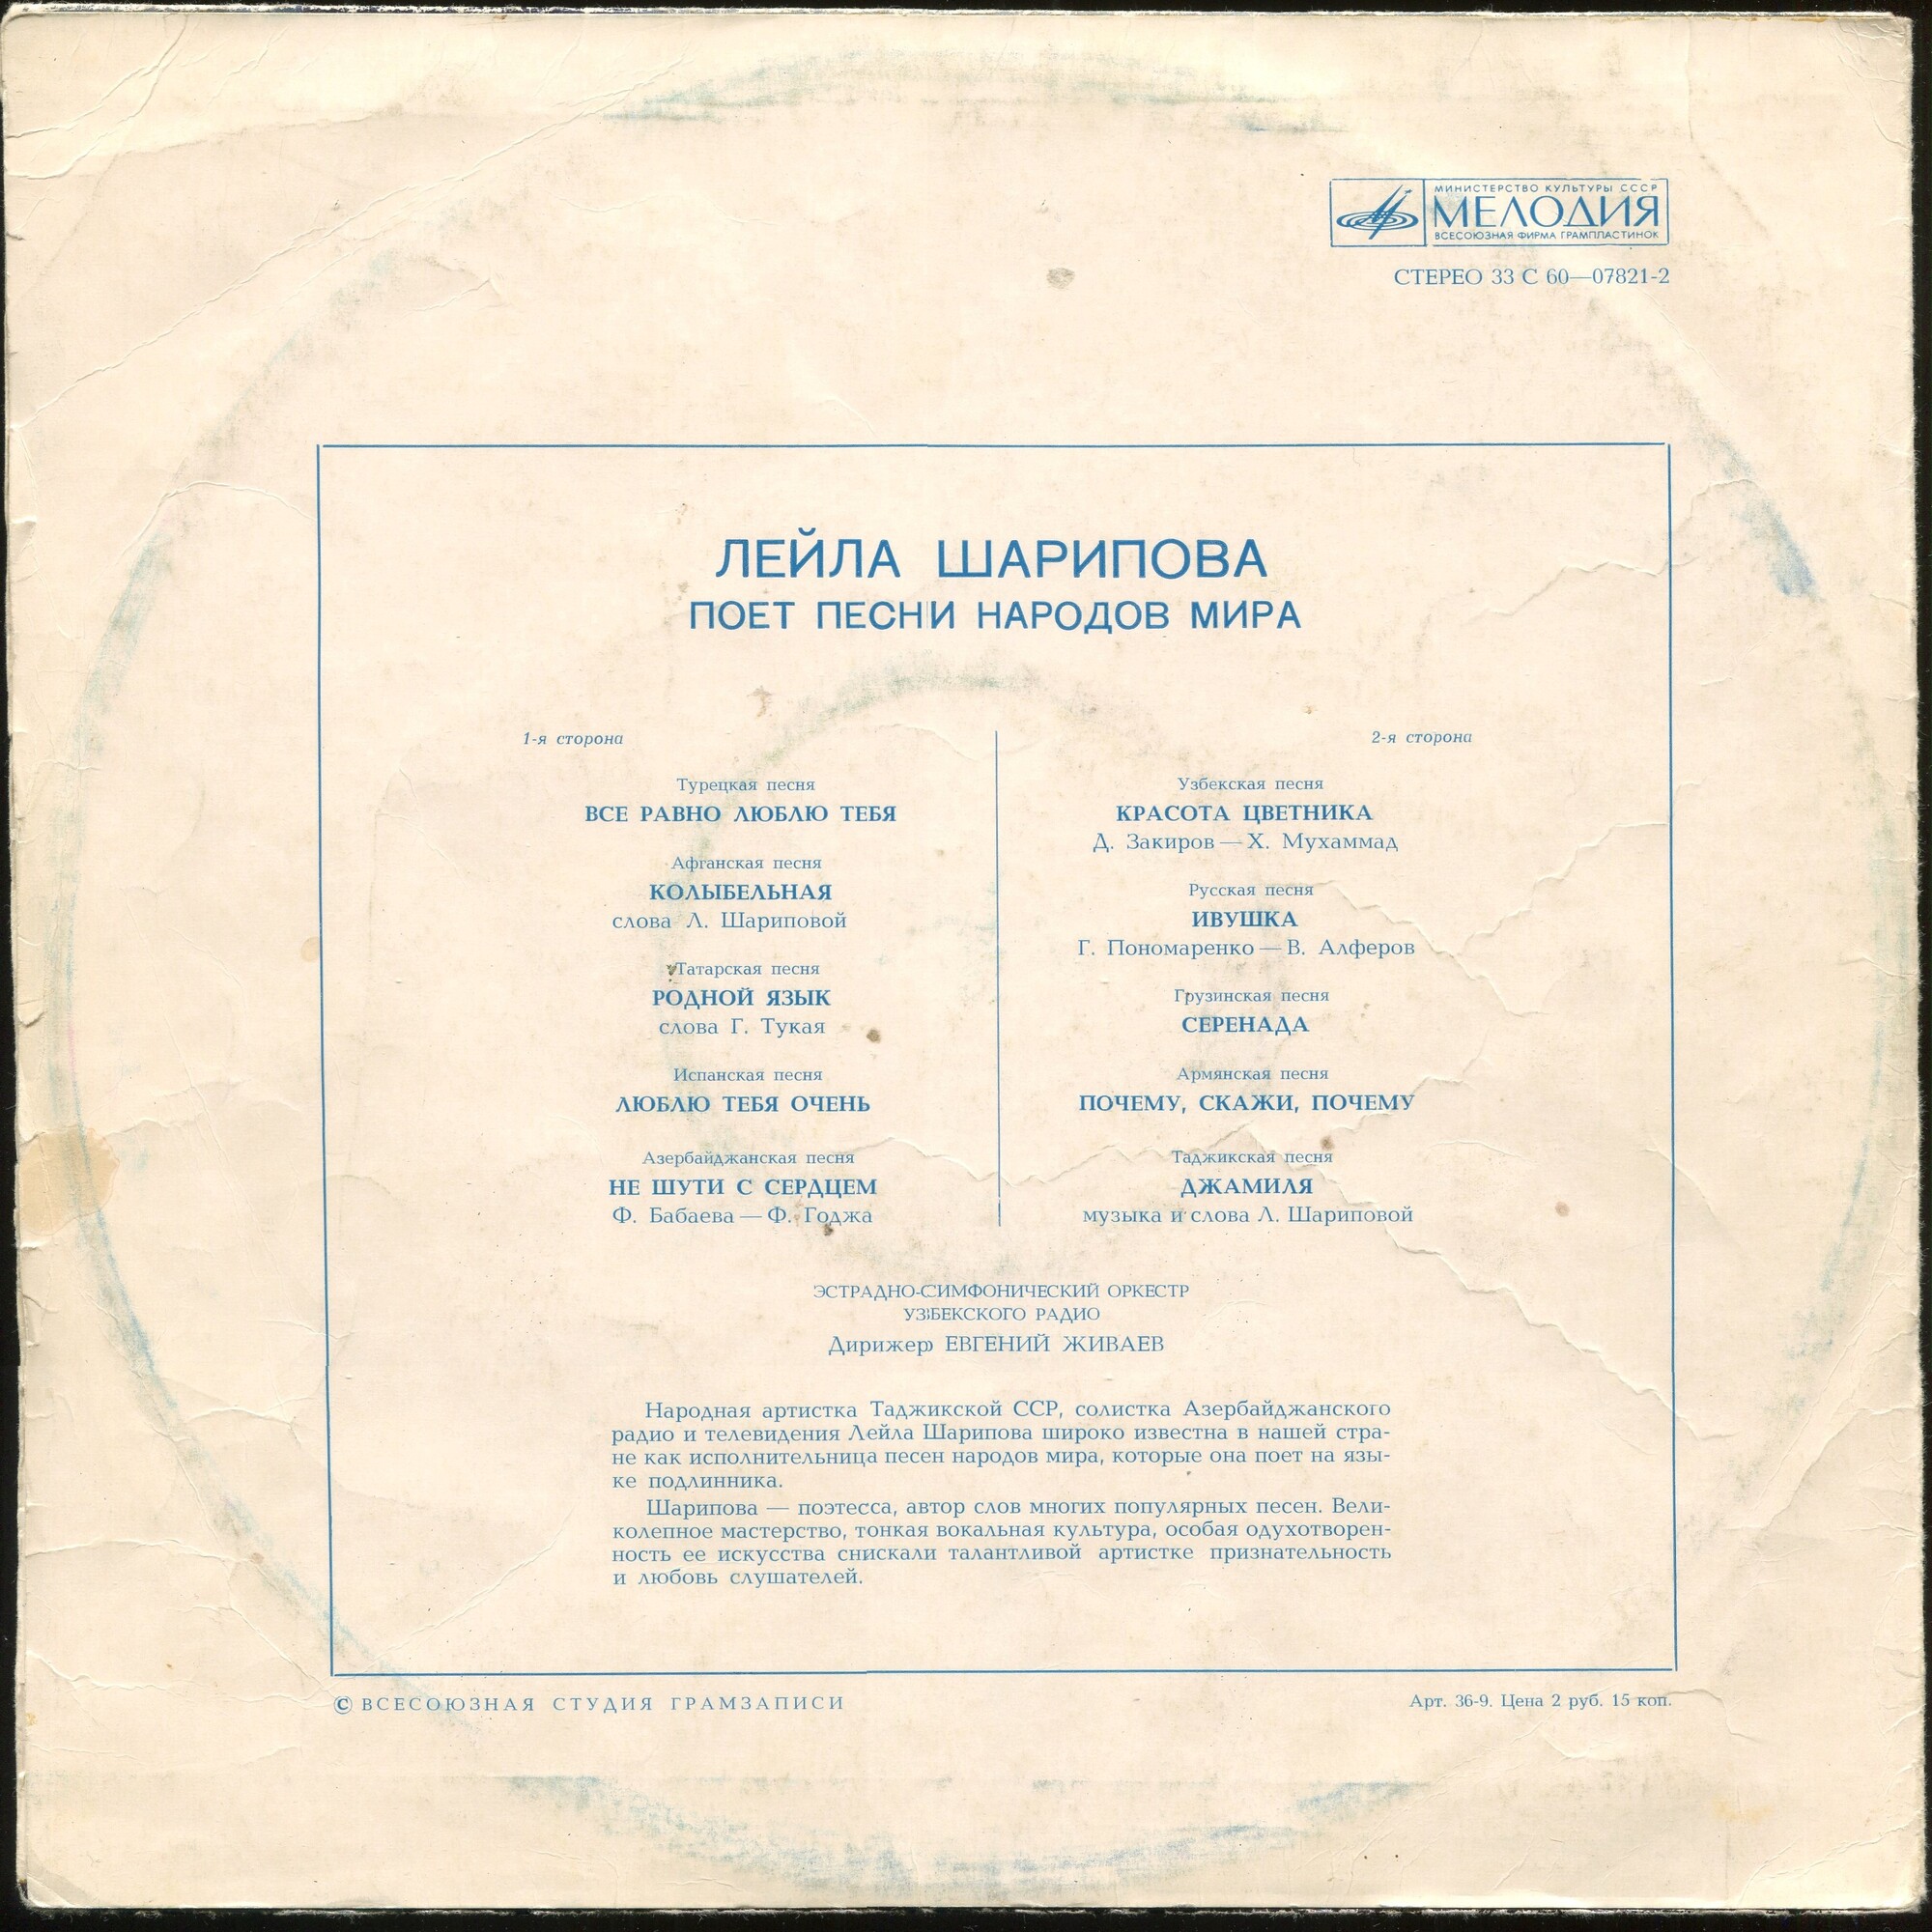 МИНИСТЕРСТВО КУЛЬТУРЫ СССР
МЕЛОДИЯ
ВСЕСОЮЗНАЯ ФИРМА ГРАМПЛАСТИНОК
СТЕРЕО 33 С 60—07821-2
ЛЕЙЛА ШАРИПОВА
ПОЕТ ПЕСНИ НАРОДОВ МИРА
1-я сторона
Турецкая песня
ВСЕ РАВНО ЛЮБЛЮ ТЕБЯ
Афганская песня
КОЛЫБЕЛЬНАЯ
слова Л. Шариповой
Татарская песня
РОДНОЙ ЯЗЫК
слова Г. Тукая
Испанская песня
ЛЮБЛЮ ТЕБЯ ОЧЕНЬ
Азербайджанская песня
НЕ ШУТИ С СЕРДЦЕМ
Ф. Бабаева — Ф. Годжа
2-я сторона
Узбекская песня
КРАСОТА ЦВЕТНИКА
Д. Закиров — Х. Мухаммад
Русская песня
ИВУШКА
Г. Пономаренко — В. Алферов
Грузинская песня
СЕРЕНАДА
Армянская песня
ПОЧЕМУ, СКАЖИ, ПОЧЕМУ
Таджикская песня
ДЖАМИЛЯ
музыка и слова Л. Шариповой
ЭСТРАДНО-СИМФОНИЧЕСКИЙ ОРКЕСТР
УЗБЕКСКОГО РАДИО
Дирижер ЕВГЕНИЙ ЖИВАЕВ
Народная артистка Таджикской ССР, солистка Азербайджанского
радио и телевидения Лейла Шарипова широко известна в нашей стра-
не как исполнительница песен народов мира, которые она поет на язы-
ке подлинника.
Шарипова — поэтесса, автор слов многих популярных песен. Вели-
колепное мастерство, тонкая вокальная культура, особая одухотворен-
ность ее искусства снискали талантливой артистке признательность
и любовь слушателей.
© ВСЕСОЮЗНАЯ СТУДИЯ ГРАМЗАПИСИ
Арт. 36-9. Цена 2 руб. 15 коп.